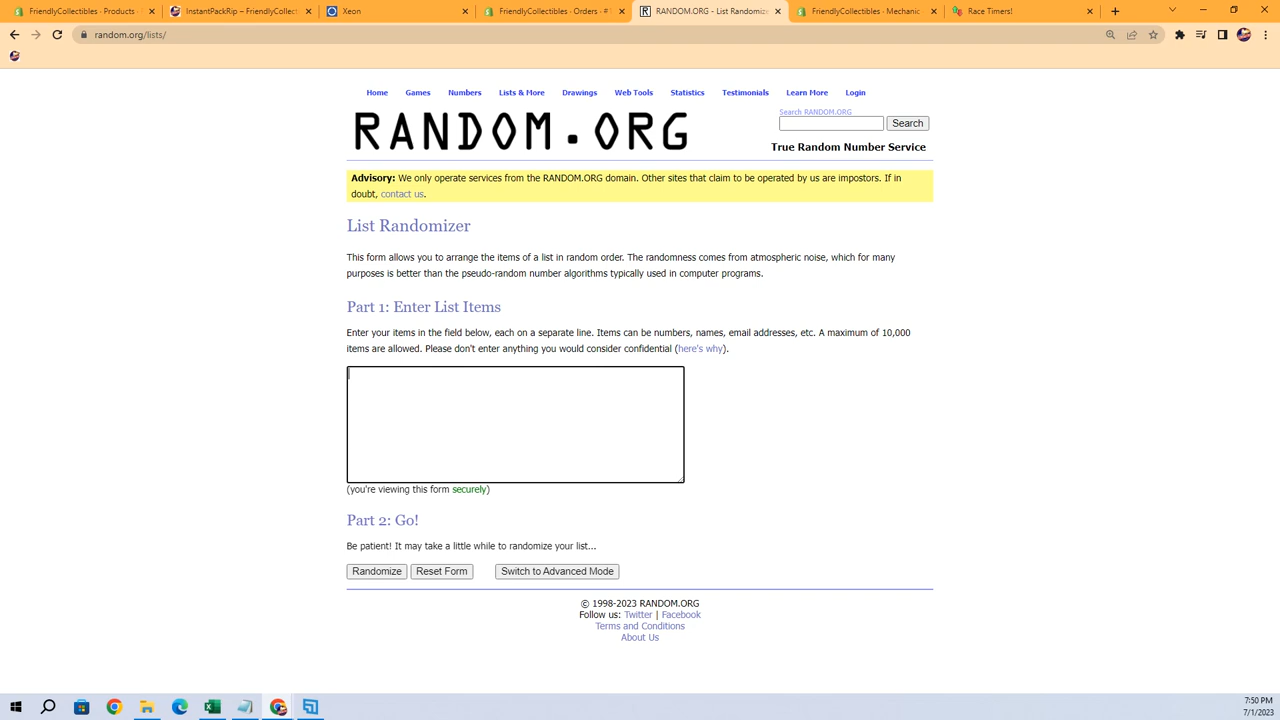 FriendlyCollectibles · Products
InstantPackRip – FriendlyCollect
Xeon
FriendlyCollectibles - Orders - #1
RANDOM.ORG - List Randomize
FriendlyCollectibles - Mechanic
Race Timers!
random.org/lists/
Home Games Numbers Lists & More Drawings Web Tools Statistics Testimonials Learn More Login
Search RANDOM.ORG
RANDOM.ORG
Search
True Random Number Service
Advisory: We only operate services from the RANDOM.ORG domain. Other sites that claim to be operated by us are impostors. If in
doubt, contact us.
List Randomizer
This form allows you to arrange the items of a list in random order. The randomness comes from atmospheric noise, which for many
purposes is better than the pseudo-random number algorithms typically used in computer programs.
Part 1: Enter List Items
Enter your items in the field below, each on a separate line. Items can be numbers, names, email addresses, etc. A maximum of 10,000
items are allowed. Please don't enter anything you would consider confidential (here's why).
(you're viewing this form securely)
Part 2: Go!
Be patient! It may take a little while to randomize your list...
Randomize Reset Form Switch to Advanced Mode
© 1998-2023 RANDOM.ORG
Follow us: Twitter | Facebook
Terms and Conditions
About Us
7:50 PM
7/1/2023